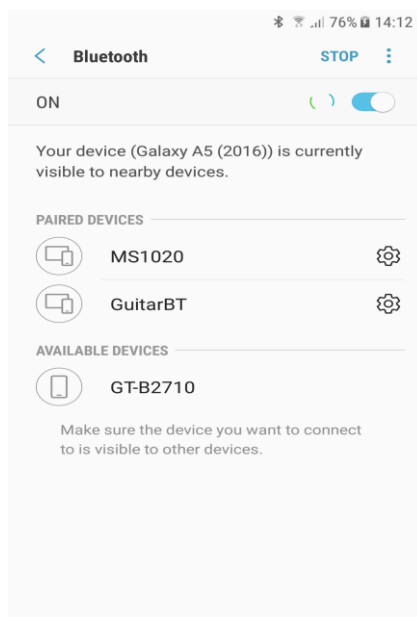 76% 14:12
Bluetooth STOP
ON
Your device (Galaxy A5 (2016)) is currently
visible to nearby devices.
PAIRED DEVICES
MS1020
GuitarBT
AVAILABLE DEVICES
GT-B2710
Make sure the device you want to connect
to is visible to other devices.